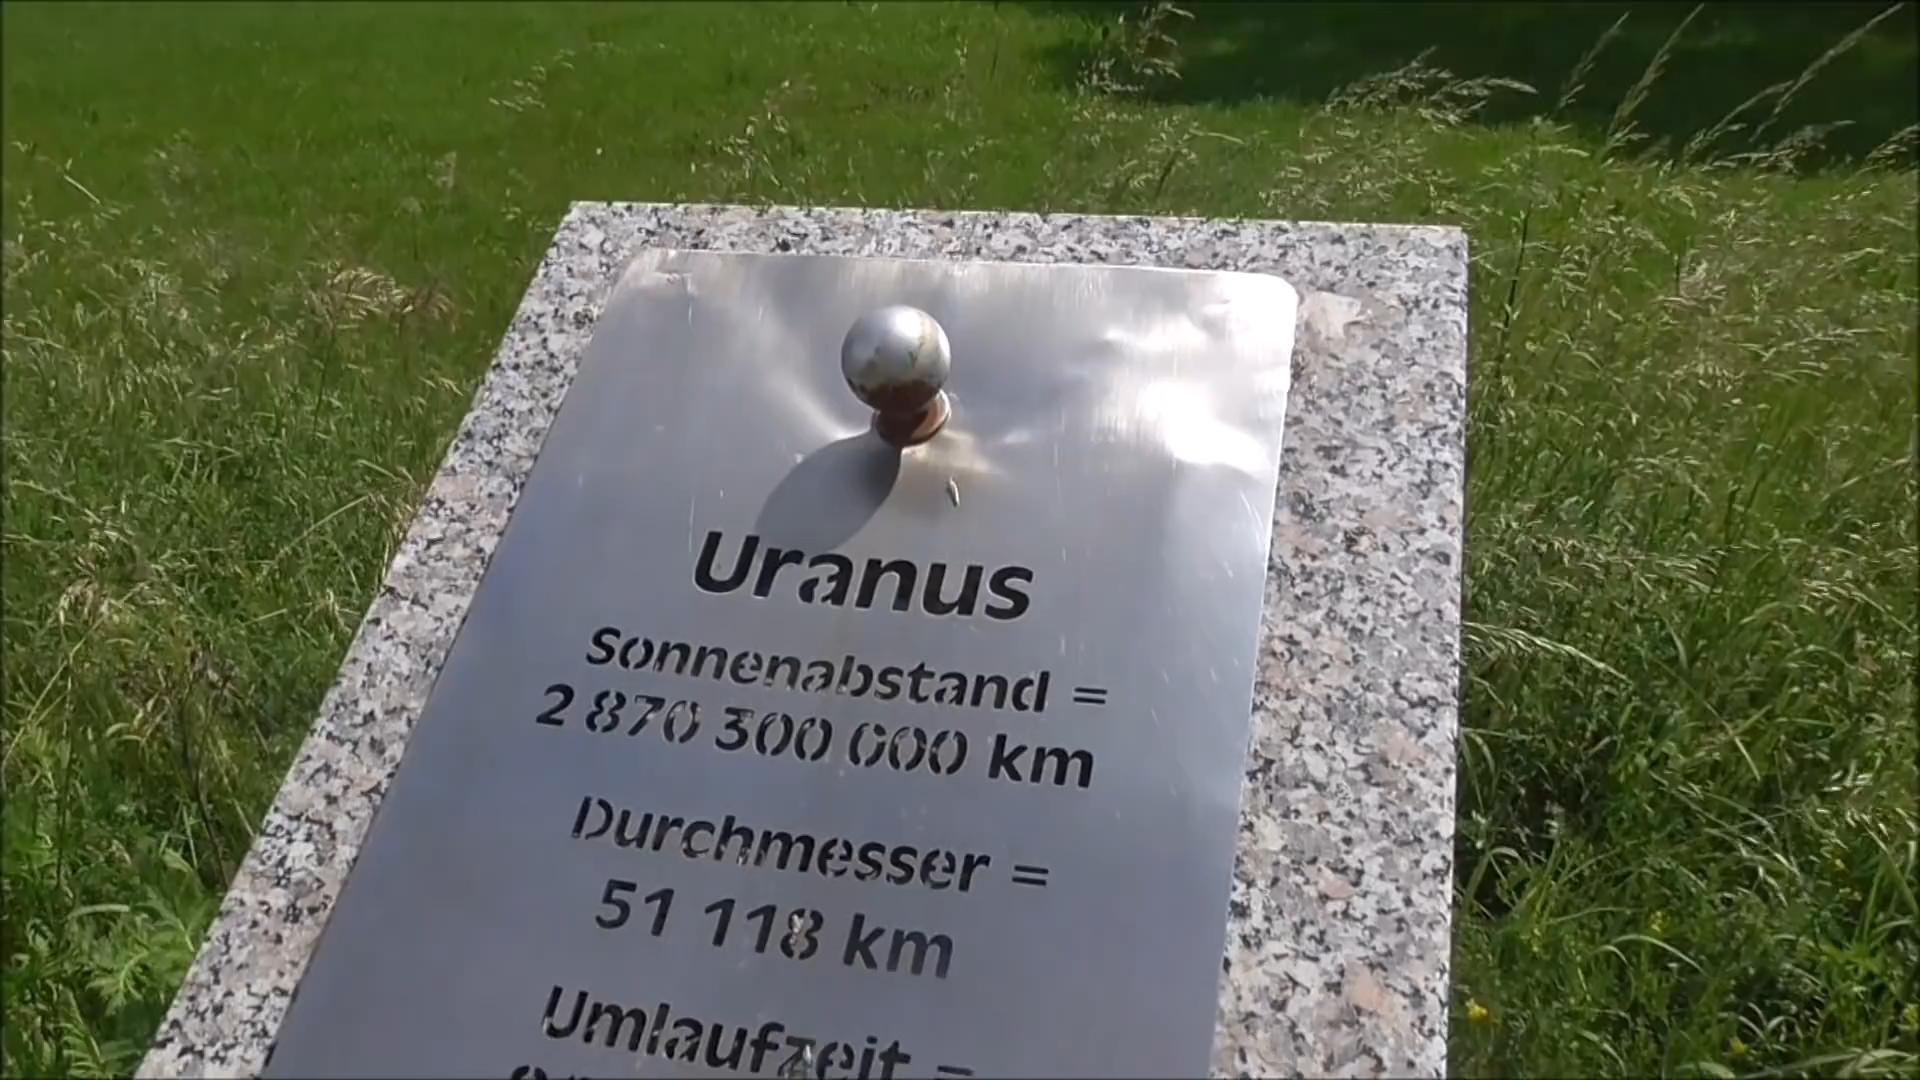 Uranus
Sonnenabstand =
2 870 300 000 km
Durchmesser =
51 118 km
Umlaufzeit =